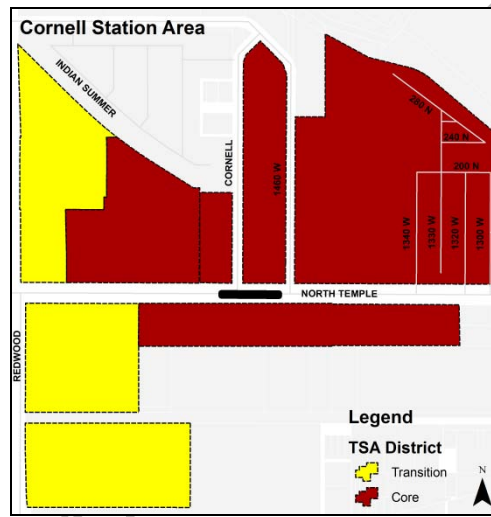 Cornell Station Area
INDIAN SUMMER
CORNELL
1460 W
280 N
240 N
200 N
1340 W
1330 W
1320 W
1300 W
NORTH TEMPLE
REDWOOD
Legend
TSA District
Transition
Core
N